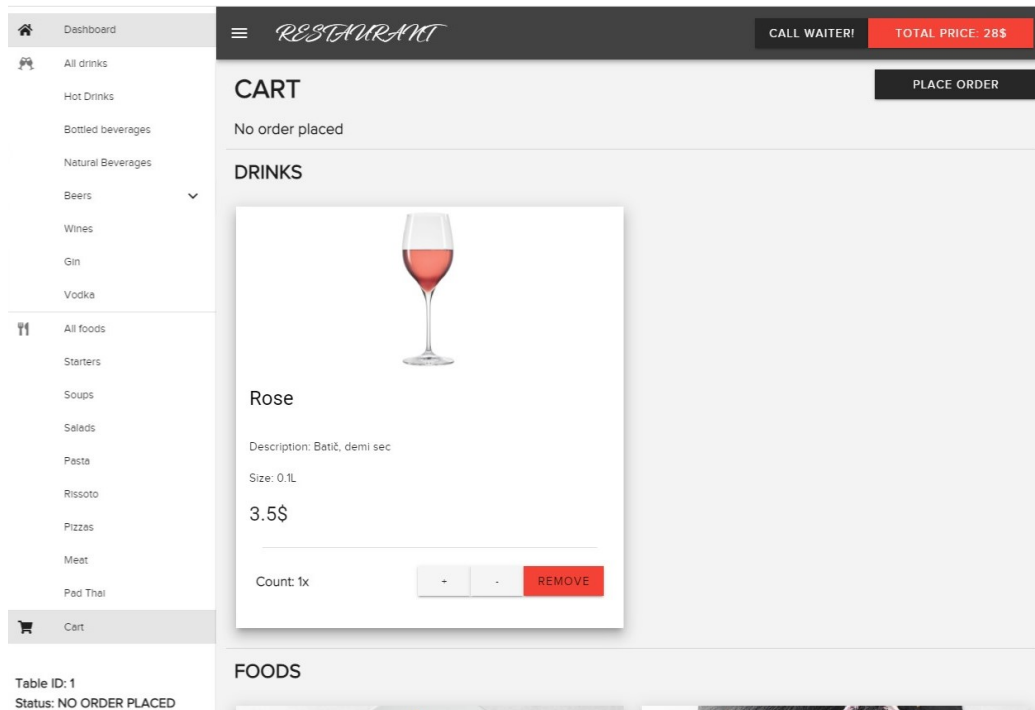 Dashboard
All drinks
Hot Drinks
Bottled beverages
Natural Beverages
Beers
Wines
Gin
Vodka
All foods
Starters
Soups
Salads
Pasta
Rissoto
Pizzas
Meat
Pad Thai
Cart
Table ID: 1
Status: NO ORDER PLACED
RESTAURANT
CALL WAITER!
TOTAL PRICE: 28$
CART
PLACE ORDER
No order placed
DRINKS
Rose
Description: Batič, demi sec
Size: 0.1L
3.5$
Count: 1x
+
-
REMOVE
FOODS